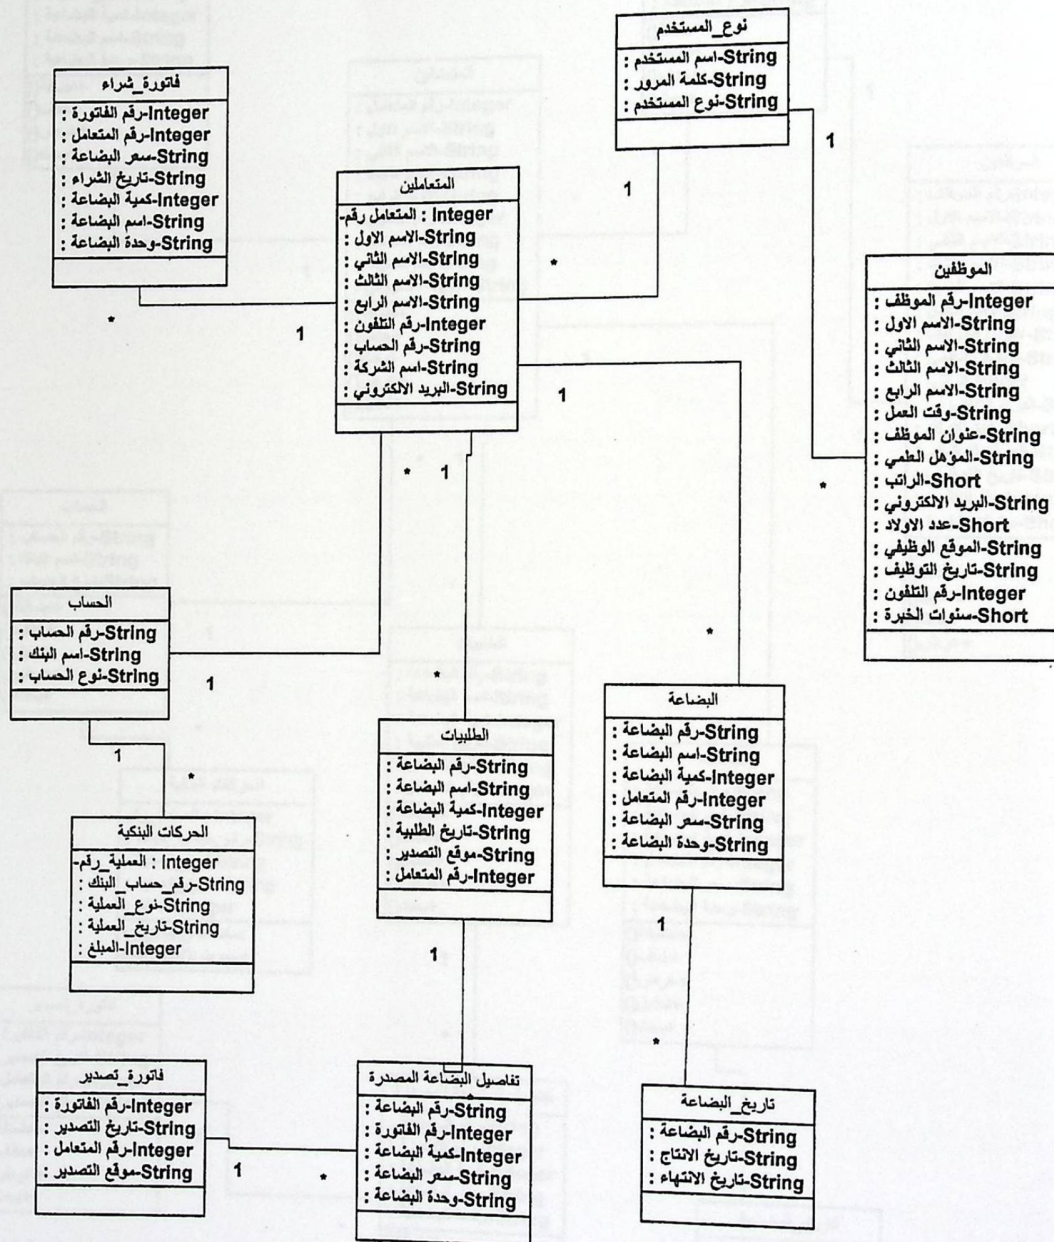 نوع_المستخدم
-اسم المستخدم : String
-كلمة المرور : String
-نوع المستخدم : String
1
1
*
*
فاتورة_شراء
-رقم الفاتورة : Integer
-رقم المتعامل : Integer
-سعر البضاعة : String
-تاريخ الشراء : String
-كمية البضاعة : Integer
-اسم البضاعة : String
-وحدة البضاعة : String
*
1
المتعاملين
-المتعامل رقم : Integer
-الاسم الاول : String
-الاسم الثاني : String
-الاسم الثالث : String
-الاسم الرابع : String
-رقم التلفون : Integer
-رقم الحساب : String
-اسم الشركة : String
-البريد الالكتروني : String
1
*
1
الموظفين
-رقم الموظف : Integer
-الاسم الاول : String
-الاسم الثاني : String
-الاسم الثالث : String
-الاسم الرابع : String
-وقت العمل : String
-عنوان الموظف : String
-المؤهل العلمي : String
-الراتب : Short
-البريد الالكتروني : String
-عدد الاولاد : Short
-الموقع الوظيفي : String
-تاريخ التوظيف : String
-رقم التلفون : Integer
-سنوات الخبرة : Short
الحساب
-رقم الحساب : String
-اسم البنك : String
-نوع الحساب : String
1
1
*
*
*
الطلبيات
-رقم البضاعة : String
-اسم البضاعة : String
-كمية البضاعة : Integer
-تاريخ الطلبية : String
-موقع التصدير : String
-رقم المتعامل : Integer
1
البضاعة
-رقم البضاعة : String
-اسم البضاعة : String
-كمية البضاعة : Integer
-رقم المتعامل : Integer
-سعر البضاعة : String
-وحدة البضاعة : String
1
*
الحركات البنكية
-العملية_رقم : Integer
-رقم_حساب_البنك : String
-نوع_العملية : String
-تاريخ_العملية : String
-المبلغ : Integer
فاتورة_تصدير
-رقم الفاتورة : Integer
-تاريخ التصدير : String
-رقم المتعامل : Integer
-موقع التصدير : String
1
*
تفاصيل البضاعة المصدرة
*
-رقم البضاعة : String
-رقم الفاتورة : Integer
-كمية البضاعة : Integer
-سعر البضاعة : String
-وحدة البضاعة : String
تاريخ_البضاعة
-رقم البضاعة : String
-تاريخ الانتاج : String
-تاريخ الانتهاء : String